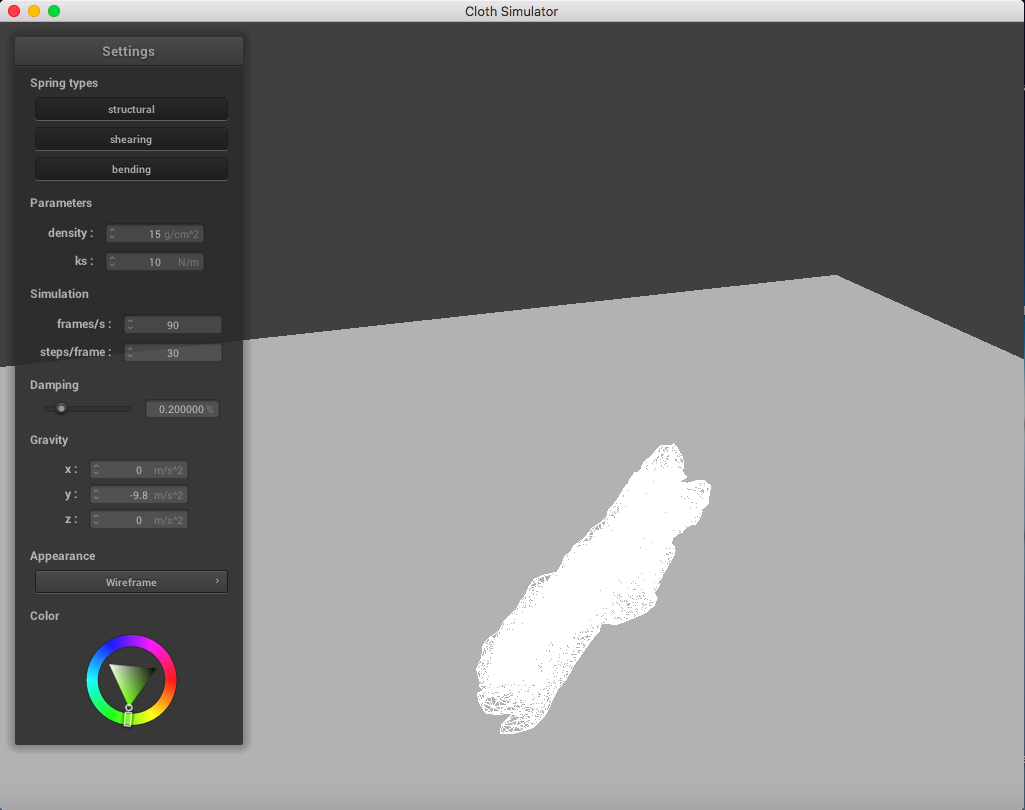 Cloth Simulator
Settings
Spring types
structural
shearing
bending
Parameters
density : 15 g/cm^2
ks : 10 N/m
Simulation
frames/s : 90
steps/frame : 30
Damping
0.200000 %
Gravity
x : 0 m/s^2
y : -9.8 m/s^2
z : 0 m/s^2
Appearance
Wireframe ›
Color